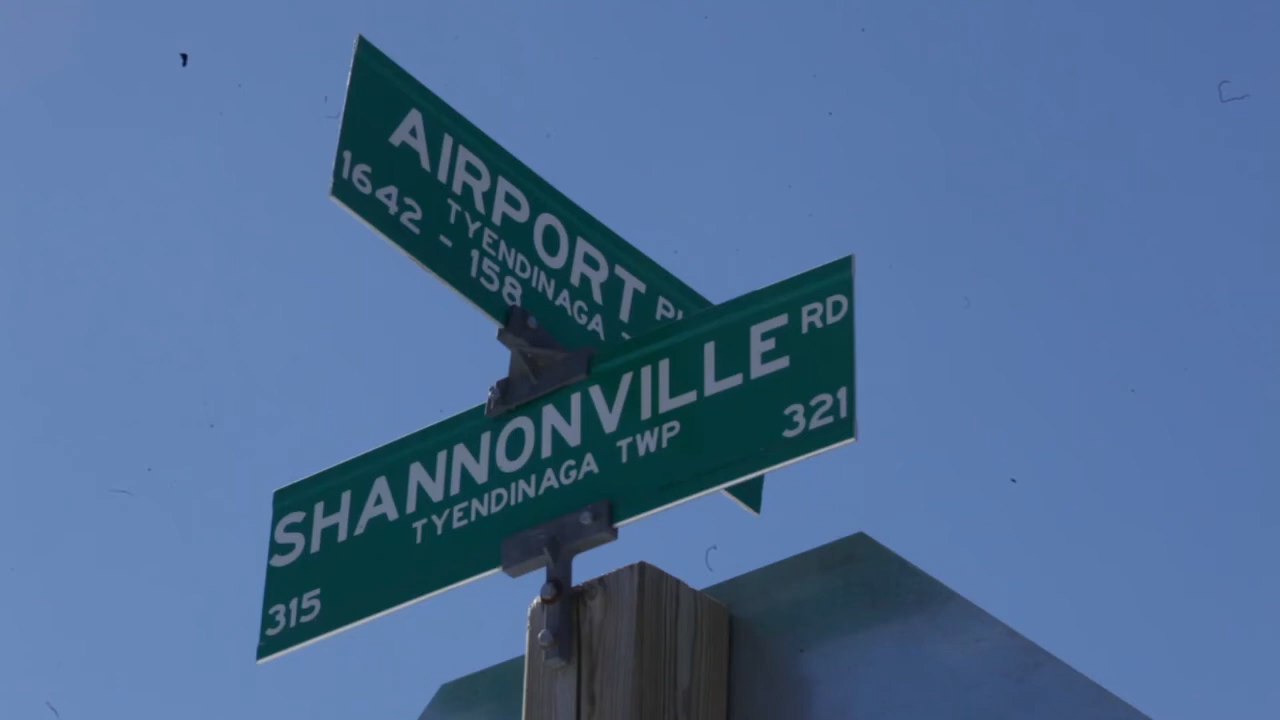 AIRPORT
TYENDINAGA
1642 - 158
SHANNONVILLE RD
TYENDINAGA TWP
315 321